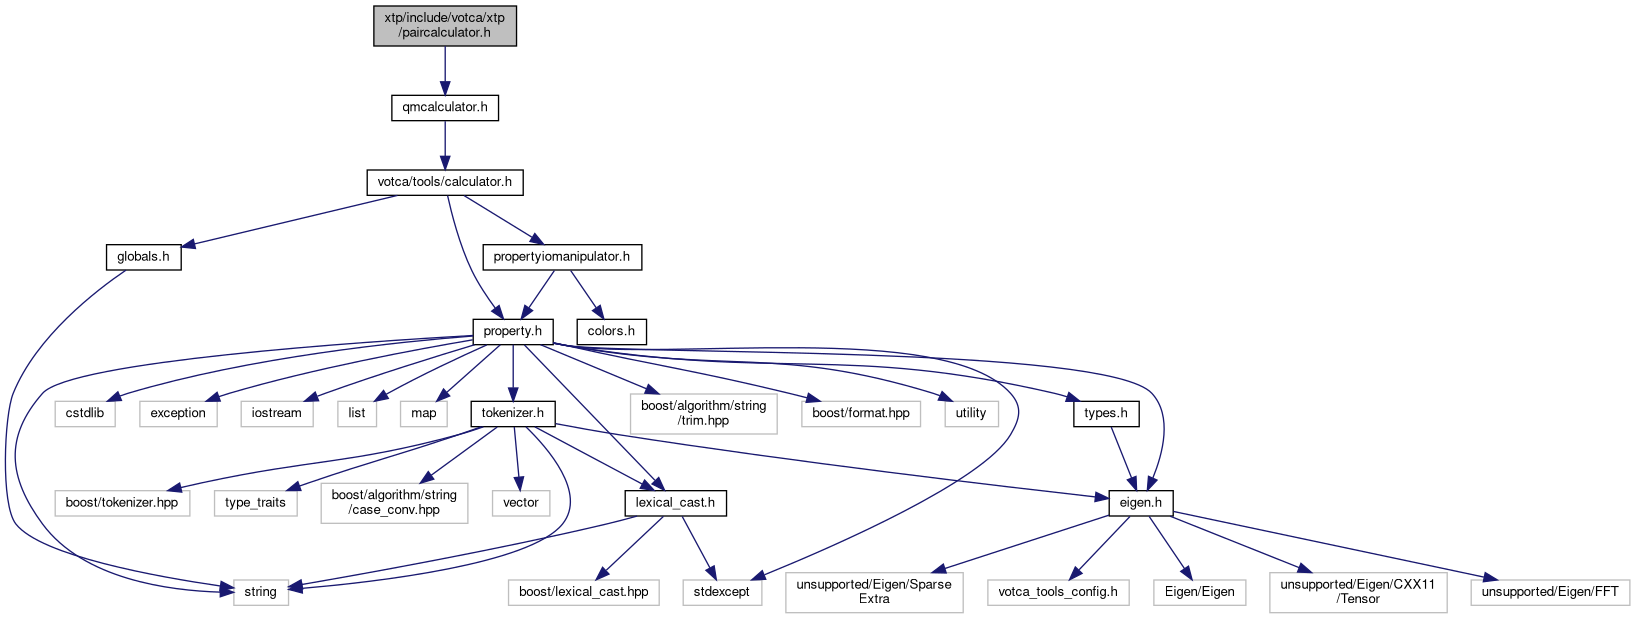 xtp/include/votca/xtp
/paircalculator.h
qmcalculator.h
votca/tools/calculator.h
globals.h
propertyiomanipulator.h
property.h
colors.h
cstdlib
exception
iostream
list
map
tokenizer.h
boost/algorithm/string
/trim.hpp
boost/format.hpp
utility
types.h
boost/tokenizer.hpp
type_traits
boost/algorithm/string
/case_conv.hpp
vector
lexical_cast.h
eigen.h
string
boost/lexical_cast.hpp
stdexcept
unsupported/Eigen/Sparse
Extra
votca_tools_config.h
Eigen/Eigen
unsupported/Eigen/CXX11
/Tensor
unsupported/Eigen/FFT